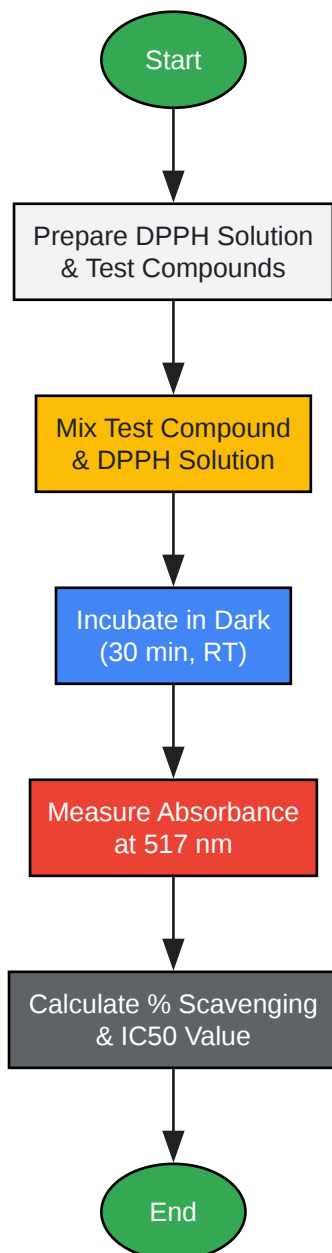 Start
Prepare DPPH Solution
& Test Compounds
Mix Test Compound
& DPPH Solution
Incubate in Dark
(30 min, RT)
Measure Absorbance
at 517 nm
Calculate % Scavenging
& IC50 Value
End